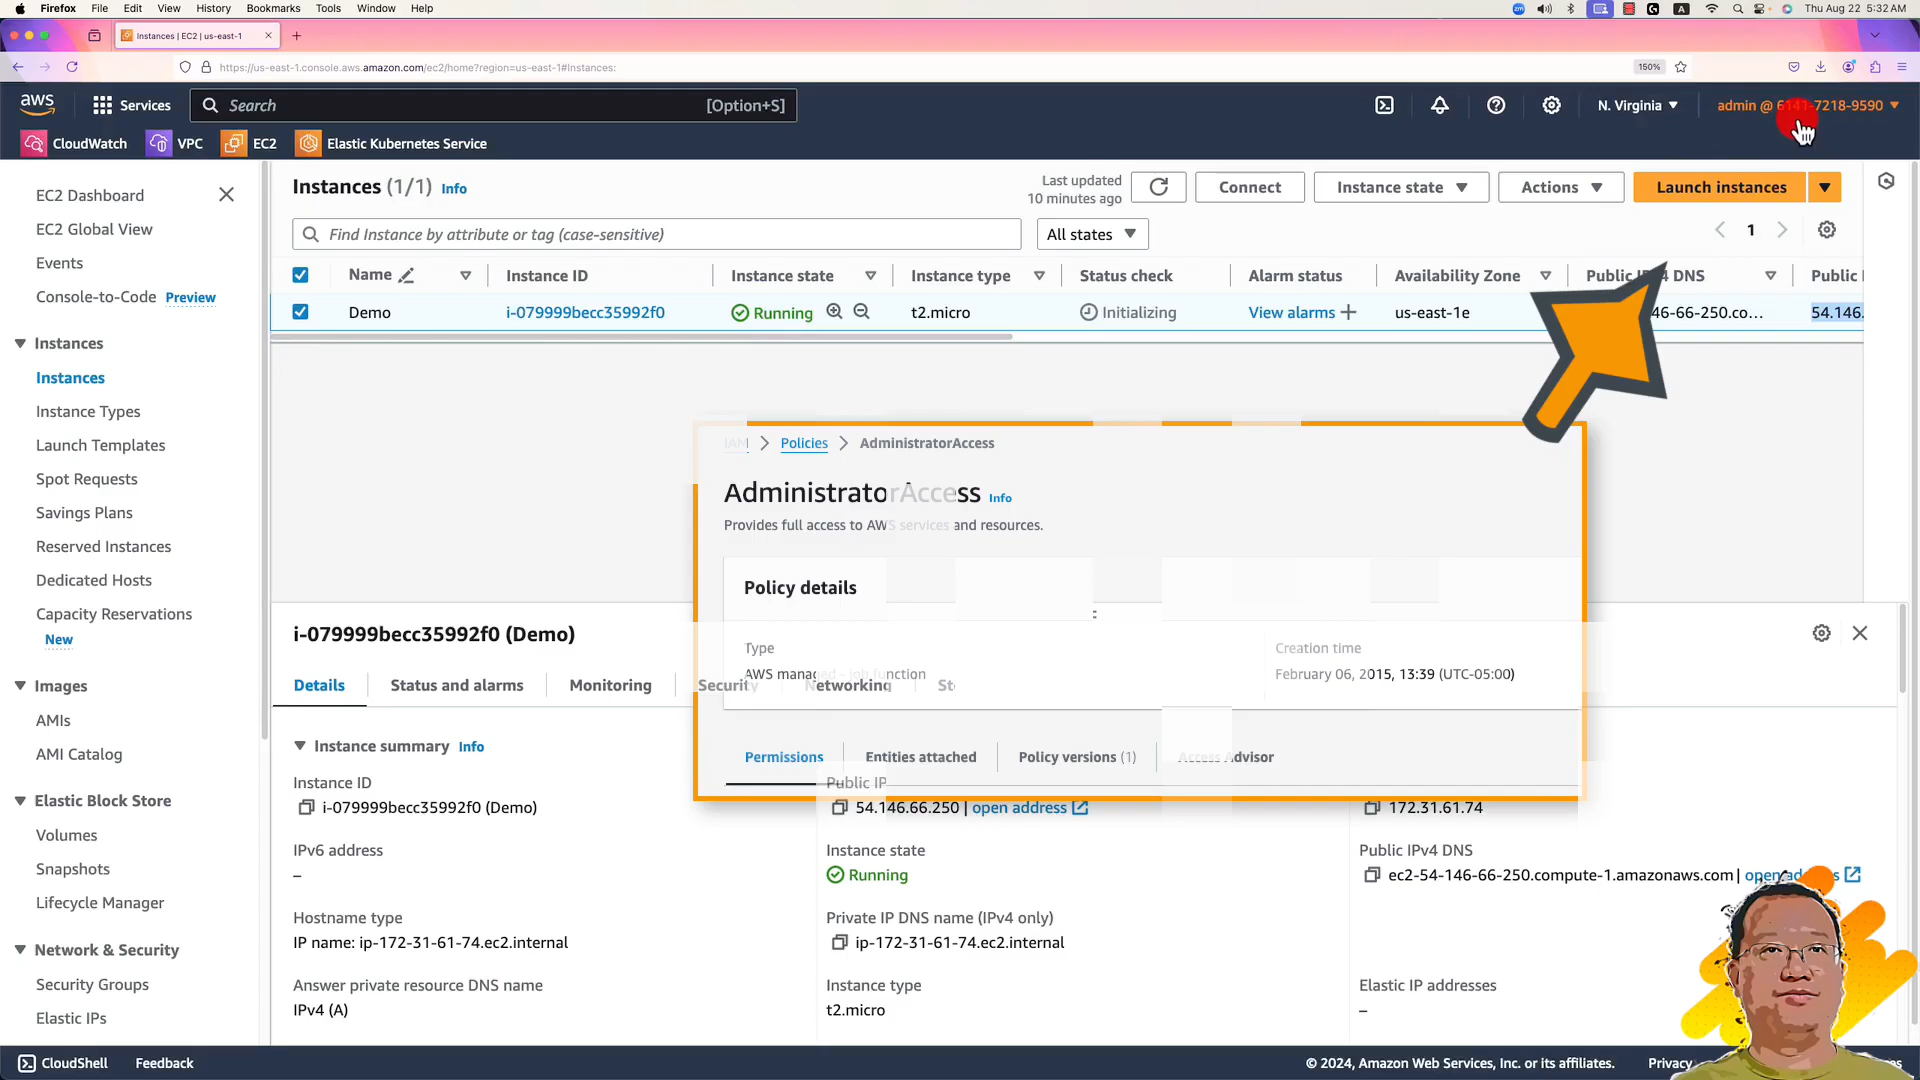 Firefox File Edit View History Bookmarks Tools Window Help
Thu Aug 22 5:32 AM
Instances | EC2 | us-east-1
https://us-east-1.console.aws.amazon.com/ec2/home?region=us-east-1#Instances:
150%
aws
Services
Search
[Option+S]
N. Virginia
admin @ 6141-7218-9590
CloudWatch
VPC
EC2
Elastic Kubernetes Service
EC2 Dashboard
EC2 Global View
Events
Console-to-Code Preview
Instances
Instances
Instance Types
Launch Templates
Spot Requests
Savings Plans
Reserved Instances
Dedicated Hosts
Capacity Reservations
New
Images
AMIs
AMI Catalog
Elastic Block Store
Volumes
Snapshots
Lifecycle Manager
Network & Security
Security Groups
Elastic IPs
Instances (1/1) Info
Last updated
10 minutes ago
Connect
Instance state
Actions
Launch instances
Find Instance by attribute or tag (case-sensitive)
All states
1
Name
Instance ID
Instance state
Instance type
Status check
Alarm status
Availability Zone
Public
DNS
Public
Demo
i-079999becc35992f0
Running
t2.micro
Initializing
View alarms
us-east-1e
46-66-250.co…
54.146.
IAM
Policies
AdministratorAccess
AdministratorAccess Info
Provides full access to AWS services and resources.
Policy details
Type
AWS managed - job function
Creation time
February 06, 2015, 13:39 (UTC-05:00)
Permissions
Entities attached
Policy versions (1)
Access Advisor
i-079999becc35992f0 (Demo)
Details
Status and alarms
Monitoring
Security
Networking
Instance summary Info
Instance ID
i-079999becc35992f0 (Demo)
Public IP
54.146.66.250 | open address
172.31.61.74
IPv6 address
–
Instance state
Running
Public IPv4 DNS
ec2-54-146-66-250.compute-1.amazonaws.com |
Hostname type
IP name: ip-172-31-61-74.ec2.internal
Private IP DNS name (IPv4 only)
ip-172-31-61-74.ec2.internal
Answer private resource DNS name
IPv4 (A)
Instance type
t2.micro
Elastic IP addresses
–
CloudShell
Feedback
© 2024, Amazon Web Services, Inc. or its affiliates.
Privacy